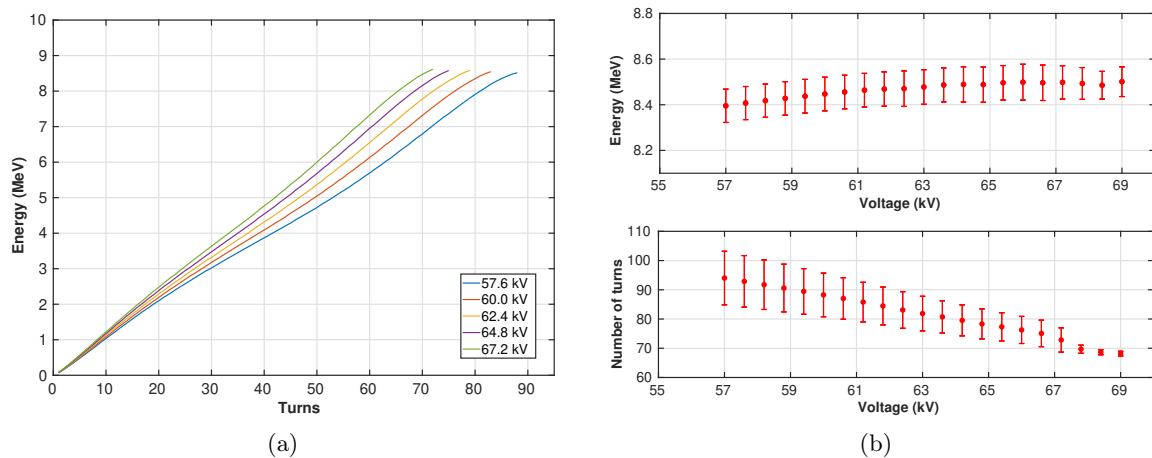 10
9
8
7
6
5
4
3
2
1
0
Energy (MeV)
0 10 20 30 40 50 60 70 80 90
Turns
57.6 kV
60.0 kV
62.4 kV
64.8 kV
67.2 kV
(a)
8.8
8.6
8.4
8.2
Energy (MeV)
55 57 59 61 63 65 67 69
Voltage (kV)
110
100
90
80
70
60
Number of turns
55 57 59 61 63 65 67 69
Voltage (kV)
(b)